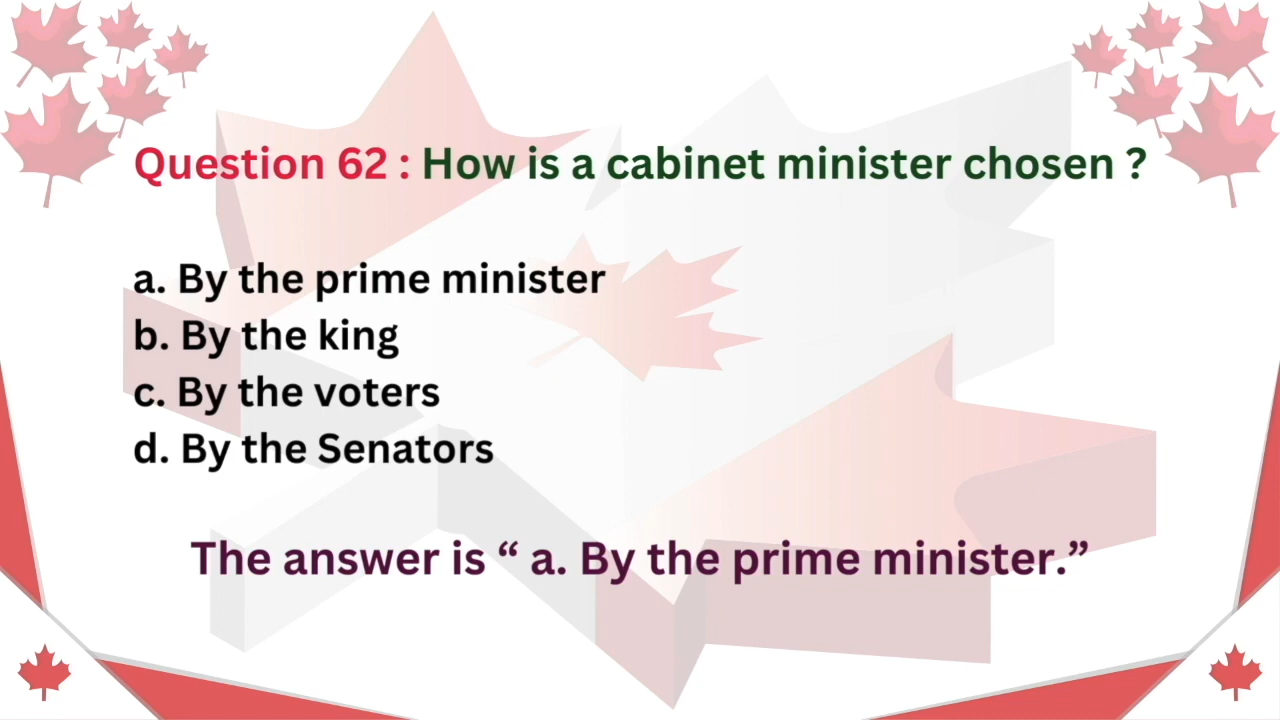 Question 62 : How is a cabinet minister chosen ?
a. By the prime minister
b. By the king
c. By the voters
d. By the Senators
The answer is “ a. By the prime minister.”